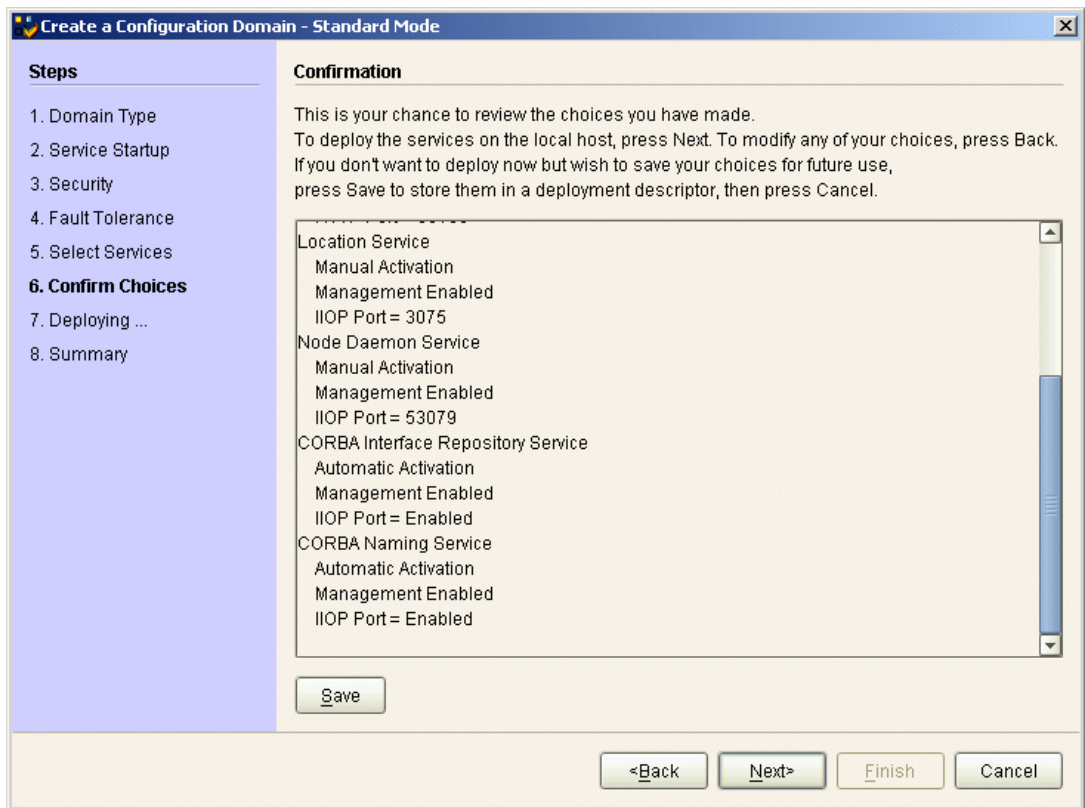 Create a Configuration Domain - Standard Mode
Steps
1. Domain Type
2. Service Startup
3. Security
4. Fault Tolerance
5. Select Services
6. Confirm Choices
7. Deploying ...
8. Summary
Confirmation
This is your chance to review the choices you have made.
To deploy the services on the local host, press Next. To modify any of your choices, press Back.
If you don't want to deploy now but wish to save your choices for future use,
press Save to store them in a deployment descriptor, then press Cancel.
Location Service
Manual Activation
Management Enabled
IIOP Port = 3075
Node Daemon Service
Manual Activation
Management Enabled
IIOP Port = 53079
CORBA Interface Repository Service
Automatic Activation
Management Enabled
IIOP Port = Enabled
CORBA Naming Service
Automatic Activation
Management Enabled
IIOP Port = Enabled
Save
<Back
Next>
Finish
Cancel